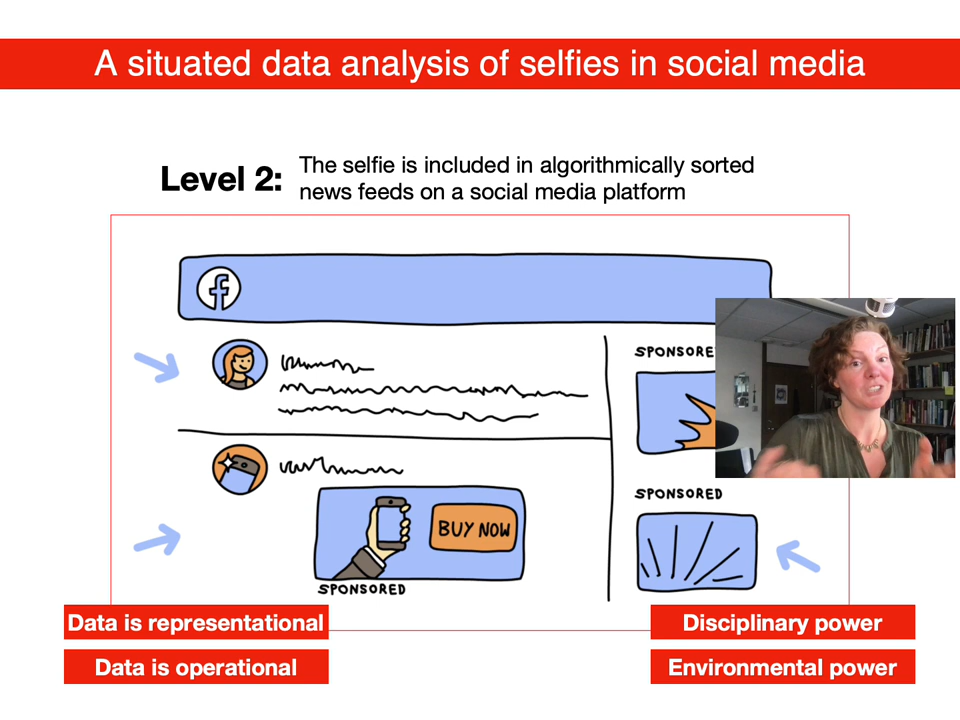 A situated data analysis of selfies in social media
Level 2:
The selfie is included in algorithmically sorted
news feeds on a social media platform
f
SPONSORE
BUY NOW
SPONSORED
SPONSORED
Data is representational
Disciplinary power
Data is operational
Environmental power